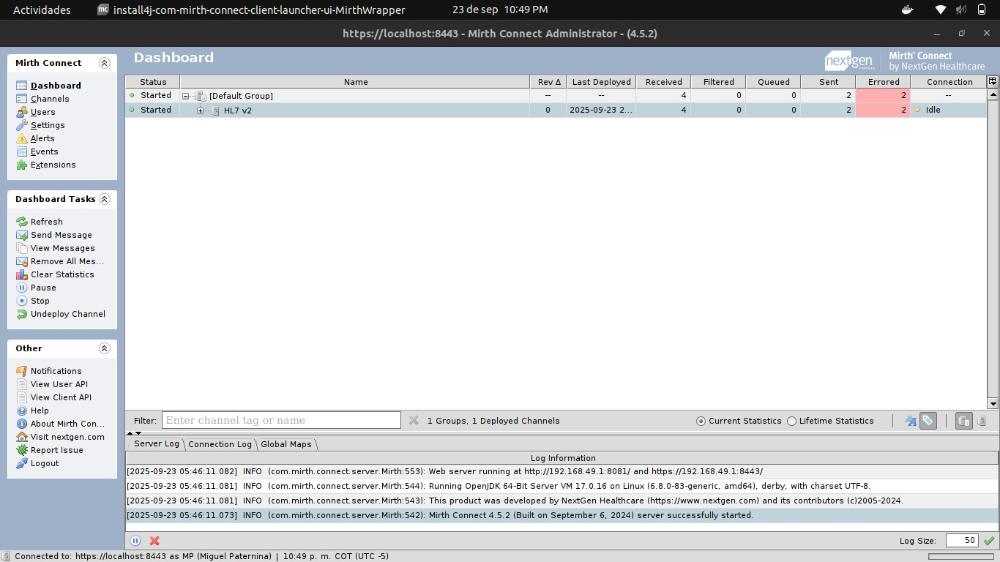 Actividades install4j-com-mirth-connect-client-launcher-ui-MirthWrapper 23 de sep 10:49 PM
https://localhost:8443 - Mirth Connect Administrator - (4.5.2)
Mirth Connect
Dashboard
Channels
Users
Settings
Alerts
Events
Extensions
Dashboard Tasks
Refresh
Send Message
View Messages
Remove All Mes...
Clear Statistics
Pause
Stop
Undeploy Channel
Other
Notifications
View User API
View Client API
Help
About Mirth Con...
Visit nextgen.com
Report Issue
Logout
Dashboard
nextgen healthcare
Mirth® Connect
by NextGen Healthcare
Status Name Rev Δ Last Deployed Received Filtered Queued Sent Errored Connection
Started [Default Group] -- -- 4 0 0 2 2 --
Started HL7 v2 0 2025-09-23 2... 4 0 0 2 2 Idle
Filter: Enter channel tag or name 1 Groups, 1 Deployed Channels Current Statistics Lifetime Statistics
Server Log Connection Log Global Maps
Log Information
[2025-09-23 05:46:11.082] INFO (com.mirth.connect.server.Mirth:553): Web server running at http://192.168.49.1:8081/ and https://192.168.49.1:8443/
[2025-09-23 05:46:11.081] INFO (com.mirth.connect.server.Mirth:544): Running OpenJDK 64-Bit Server VM 17.0.16 on Linux (6.8.0-83-generic, amd64), derby, with charset UTF-8.
[2025-09-23 05:46:11.081] INFO (com.mirth.connect.server.Mirth:543): This product was developed by NextGen Healthcare (https://www.nextgen.com) and its contributors (c)2005-2024.
[2025-09-23 05:46:11.073] INFO (com.mirth.connect.server.Mirth:542): Mirth Connect 4.5.2 (Built on September 6, 2024) server successfully started.
Log Size: 50
Connected to: https://localhost:8443 as MP (Miguel Paternina) | 10:49 p. m. COT (UTC -5)